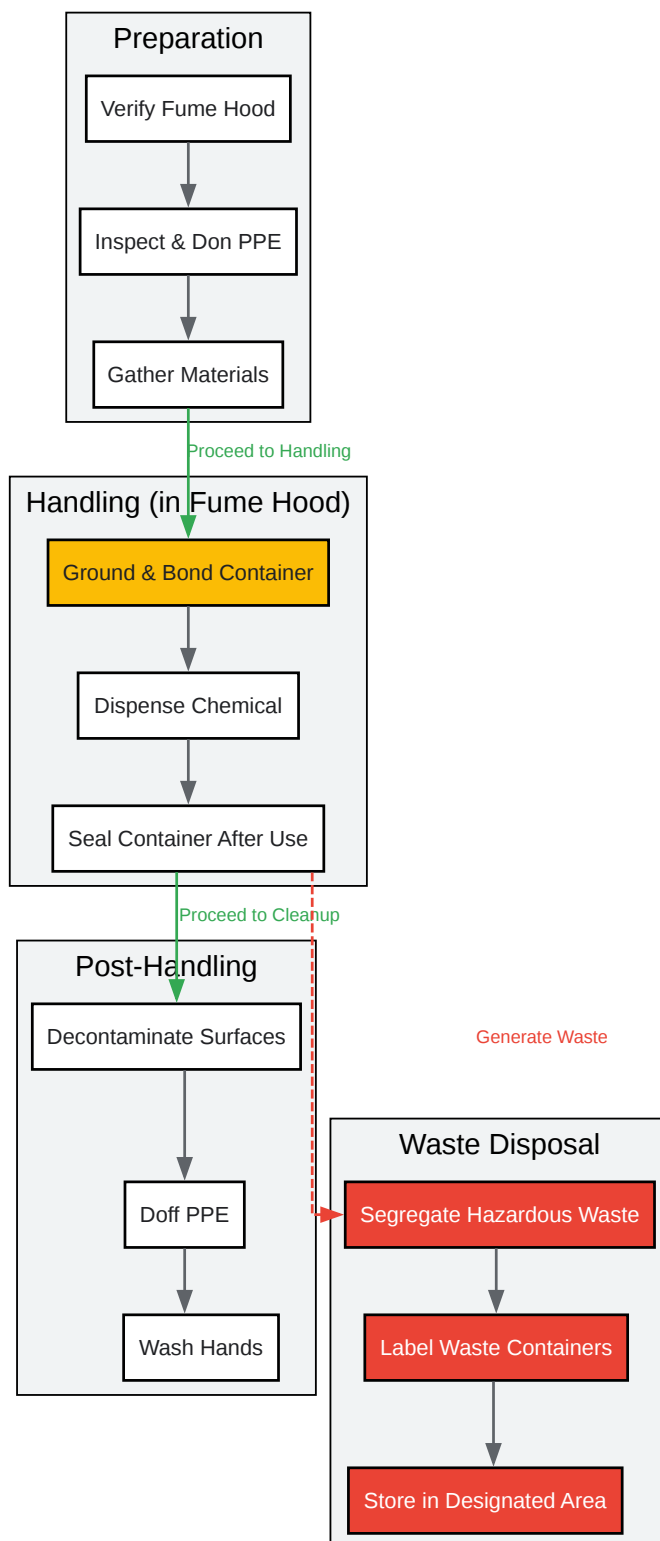 Preparation
Verify Fume Hood
Inspect & Don PPE
Gather Materials
Proceed to Handling
Handling (in Fume Hood)
Ground & Bond Container
Dispense Chemical
Seal Container After Use
Proceed to Cleanup
Post-Handling
Decontaminate Surfaces
Generate Waste
Waste Disposal
Doff PPE
Segregate Hazardous Waste
Wash Hands
Label Waste Containers
Store in Designated Area